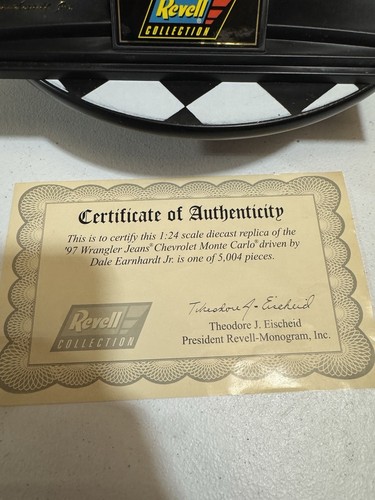 Revell
COLLECTION
Certificate of Authenticity
This is to certify this 1:24 scale diecast replica of the
'97 Wrangler Jeans® Chevrolet Monte Carlo® driven by
Dale Earnhardt Jr. is one of 5,004 pieces.
Theodore J. Eischeid
Theodore J. Eischeid
President Revell-Monogram, Inc.
Revell
COLLECTION